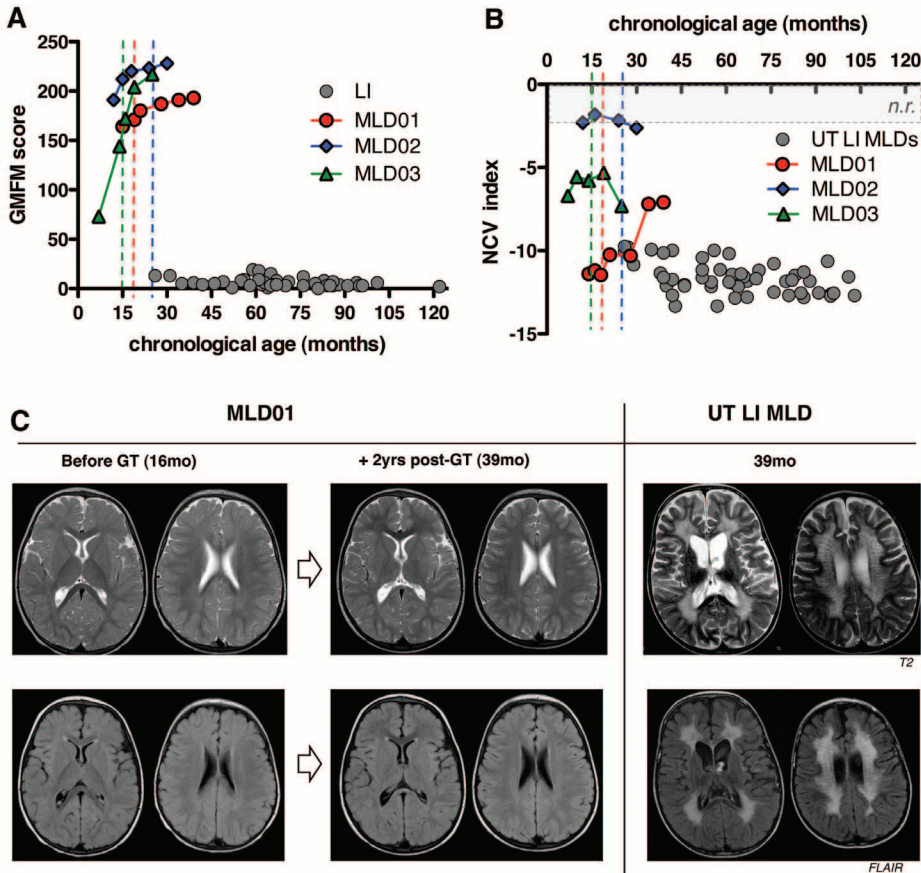 A
250
200
150
100
50
0
GMFM score
0 15 30 45 60 75 90 105 120
chronological age (months)
LI
MLD01
MLD02
MLD03
B
chronological age (months)
0 15 30 45 60 75 90 105 120
0
-5
-10
-15
NCV index
n.r.
UT LI MLDs
MLD01
MLD02
MLD03
C
MLD01
UT LI MLD
Before GT (16mo)
+ 2yrs post-GT (39mo)
39mo
T2
FLAIR